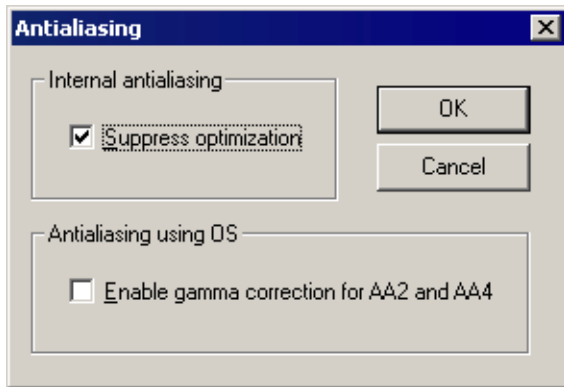 Antialiasing
Internal antialiasing
Suppress optimization
OK
Cancel
Antialiasing using OS
Enable gamma correction for AA2 and AA4